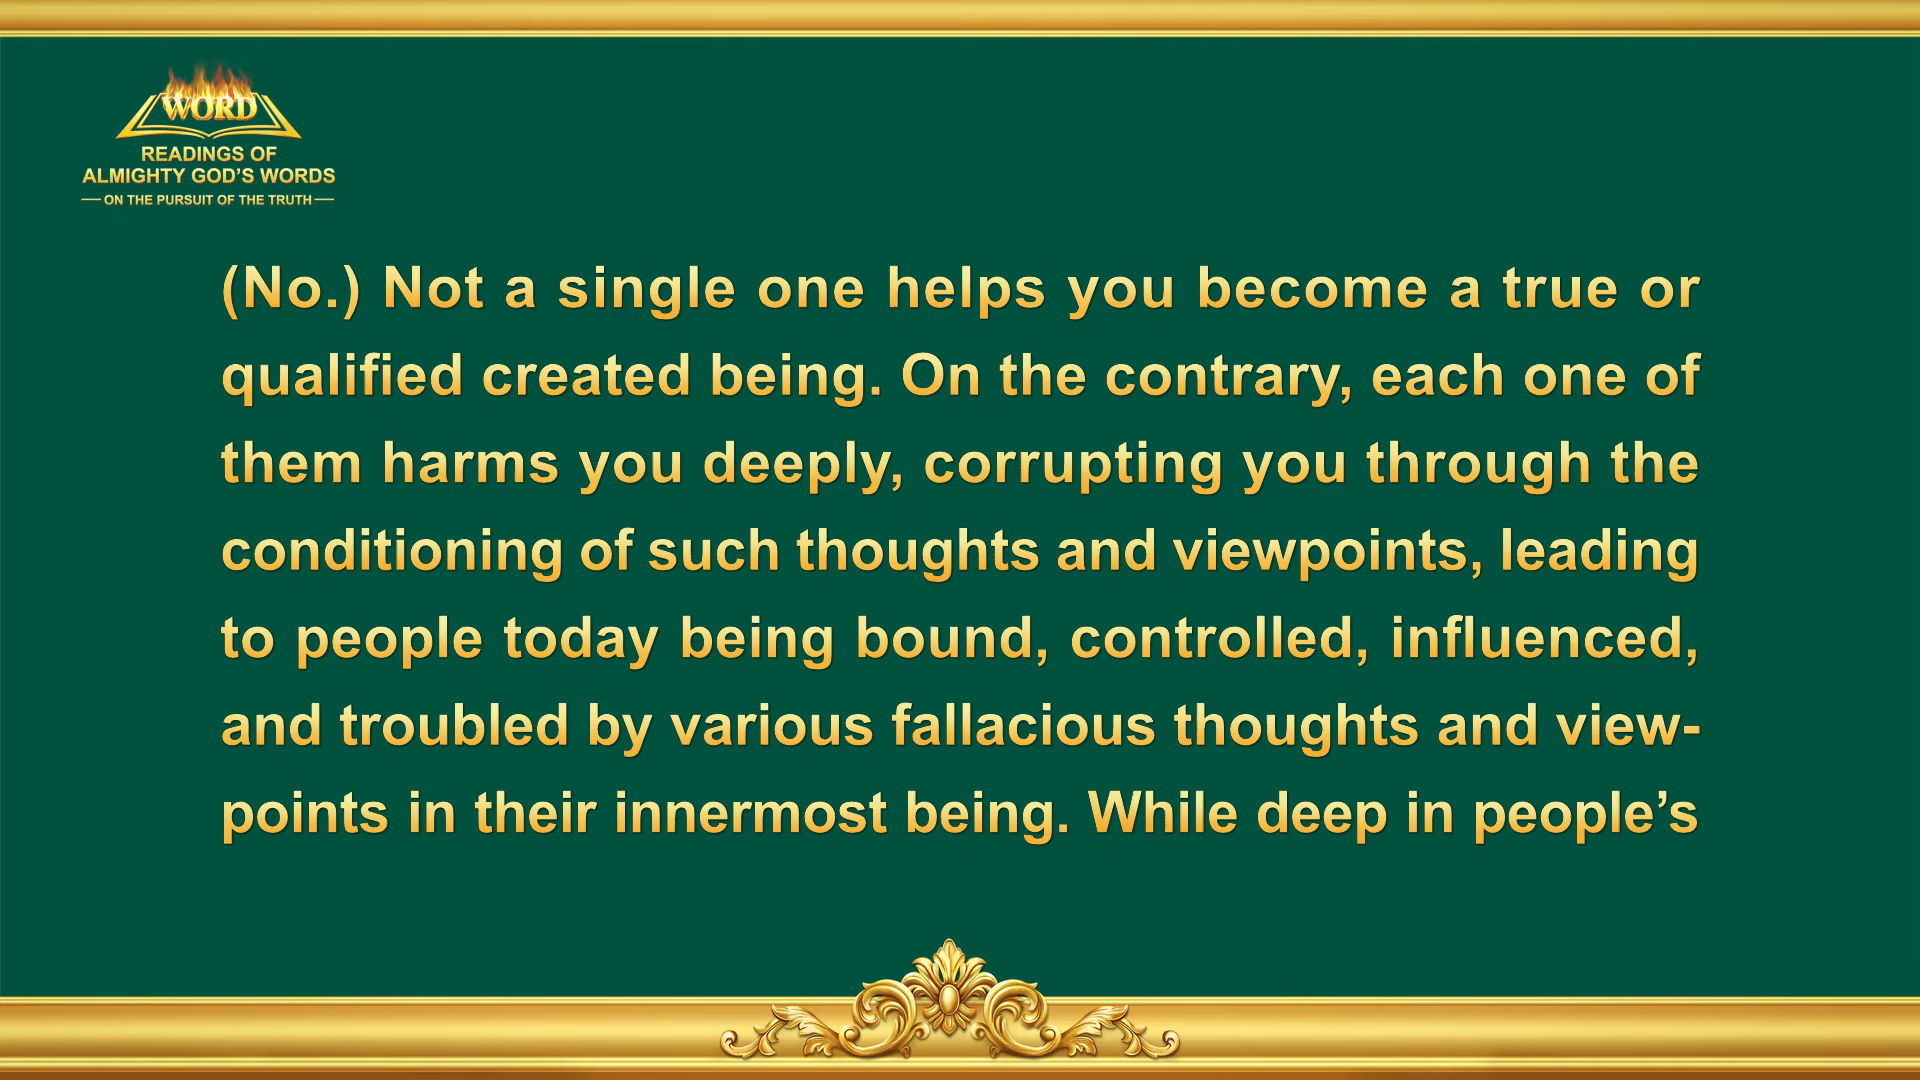 WORD
READINGS OF
ALMIGHTY GOD’S WORDS
— ON THE PURSUIT OF THE TRUTH —
(No.) Not a single one helps you become a true or
qualified created being. On the contrary, each one of
them harms you deeply, corrupting you through the
conditioning of such thoughts and viewpoints, leading
to people today being bound, controlled, influenced,
and troubled by various fallacious thoughts and view-
points in their innermost being. While deep in people’s